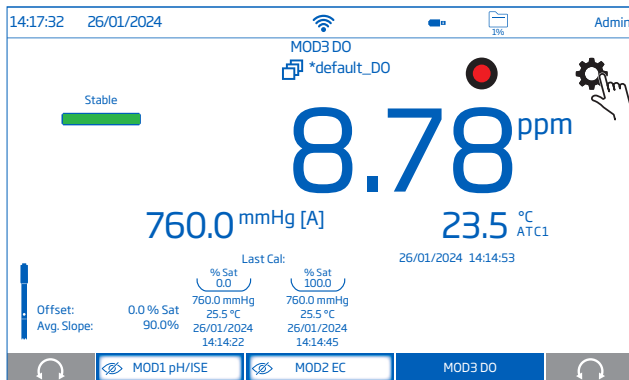 14:17:32 26/01/2024 1% Admin
MOD3 DO
*default_DO
Stable
8.78 ppm
760.0 mmHg [A] 23.5 °C ATC1
Last Cal: 26/01/2024 14:14:53
% Sat % Sat
0.0 100.0
760.0 mmHg 760.0 mmHg
Offset: 0.0 % Sat 25.5 °C 25.5 °C
Avg. Slope: 90.0% 26/01/2024 26/01/2024
14:14:22 14:14:45
MOD1 pH/ISE MOD2 EC MOD3 DO